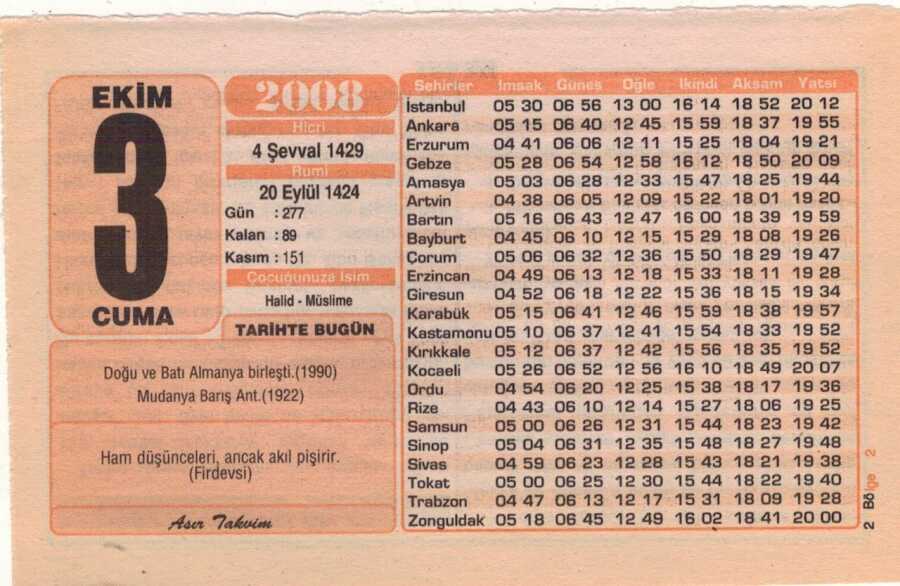 EKİM
3
CUMA
2008
Hicri
4 Şevval 1429
Rumi
20 Eylül 1424
Gün : 277
Kalan : 89
Kasım : 151
Çocuğunuza İsim
Halid - Müslime
TARİHTE BUGÜN
Doğu ve Batı Almanya birleşti.(1990)
Mudanya Barış Ant.(1922)
Ham düşünceleri, ancak akıl pişirir.
(Firdevsi)
Asır Takvim
Şehirler İmsak Güneş Öğle İkindi Akşam Yatsı
İstanbul 05 30 06 56 13 00 16 14 18 52 20 12
Ankara 05 15 06 40 12 45 15 59 18 37 19 55
Erzurum 04 41 06 06 12 11 15 25 18 04 19 21
Gebze 05 28 06 54 12 58 16 12 18 50 20 09
Amasya 05 03 06 28 12 33 15 47 18 25 19 44
Artvin 04 38 06 05 12 09 15 22 18 01 19 20
Bartın 05 16 06 43 12 47 16 00 18 39 19 59
Bayburt 04 45 06 10 12 15 15 29 18 08 19 26
Çorum 05 06 06 32 12 36 15 50 18 29 19 47
Erzincan 04 49 06 13 12 18 15 33 18 11 19 28
Giresun 04 52 06 18 12 22 15 36 18 15 19 34
Karabük 05 15 06 41 12 46 15 59 18 38 19 57
Kastamonu 05 10 06 37 12 41 15 54 18 33 19 52
Kırıkkale 05 12 06 37 12 42 15 56 18 35 19 52
Kocaeli 05 26 06 52 12 56 16 10 18 49 20 07
Ordu 04 54 06 20 12 25 15 38 18 17 19 36
Rize 04 43 06 10 12 14 15 27 18 06 19 25
Samsun 05 00 06 26 12 31 15 44 18 23 19 42
Sinop 05 04 06 31 12 35 15 48 18 27 19 48
Sivas 04 59 06 23 12 28 15 43 18 21 19 38
Tokat 05 00 06 25 12 30 15 44 18 22 19 40
Trabzon 04 47 06 13 12 17 15 31 18 09 19 28
Zonguldak 05 18 06 45 12 49 16 02 18 41 20 00
2 Bölge 2